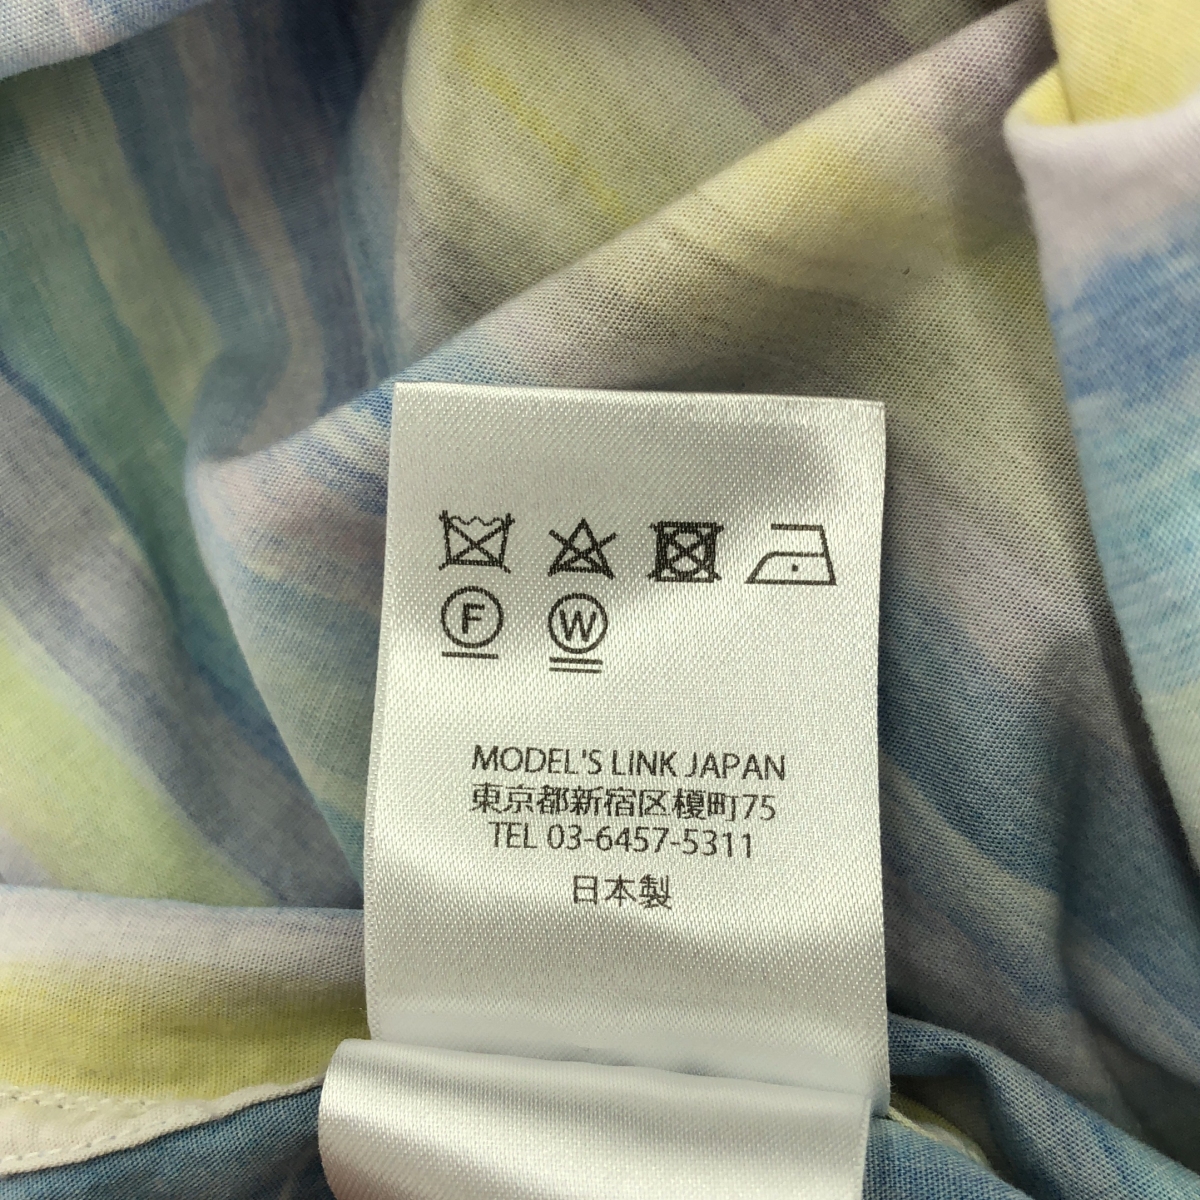 F W
MODEL'S LINK JAPAN
東京都新宿区榎町75
TEL 03-6457-5311
日本製